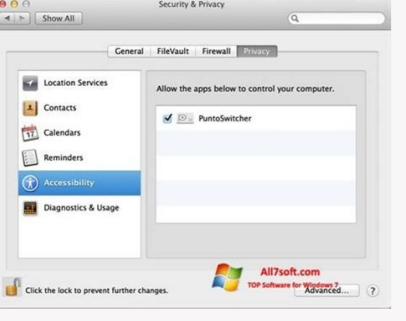 Security & Privacy
Show All
General FileVault Firewall Privacy
Location Services
Contacts
Calendars
Reminders
Accessibility
Diagnostics & Usage
Allow the apps below to control your computer.
PuntoSwitcher
17
All7soft.com
TOP Software for Windows 7
Click the lock to prevent further changes.
Advanced...
?